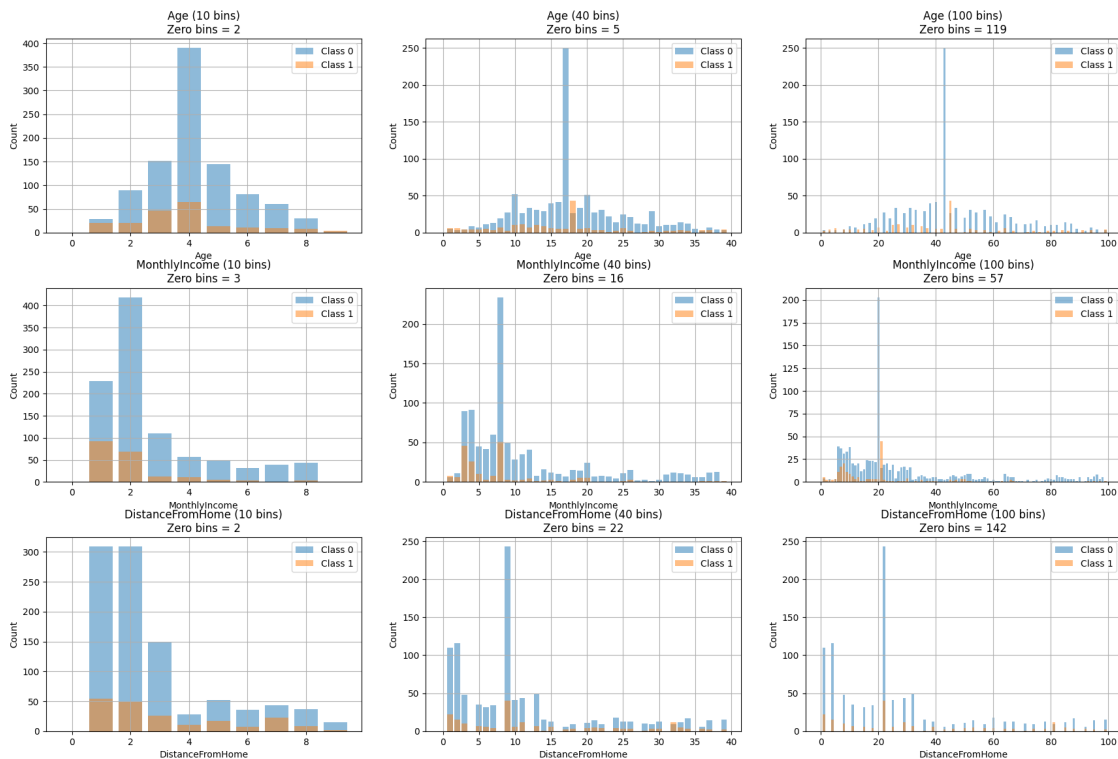 Age (10 bins)
Zero bins = 2
Count
400
350
300
250
200
150
100
50
0
Class 0
Class 1
0 2 4 6 8
Age
Age (40 bins)
Zero bins = 5
Count
250
200
150
100
50
0
Class 0
Class 1
0 5 10 15 20 25 30 35 40
Age
Age (100 bins)
Zero bins = 119
Count
250
200
150
100
50
0
Class 0
Class 1
0 20 40 60 80 100
Age
MonthlyIncome (10 bins)
Zero bins = 3
Count
400
350
300
250
200
150
100
50
0
Class 0
Class 1
0 2 4 6 8
MonthlyIncome
MonthlyIncome (40 bins)
Zero bins = 16
Count
200
150
100
50
0
Class 0
Class 1
0 5 10 15 20 25 30 35 40
MonthlyIncome
MonthlyIncome (100 bins)
Zero bins = 57
Count
200
175
150
125
100
75
50
25
0
Class 0
Class 1
0 20 40 60 80 100
MonthlyIncome
DistanceFromHome (10 bins)
Zero bins = 2
Count
300
250
200
150
100
50
0
Class 0
Class 1
0 2 4 6 8
DistanceFromHome
DistanceFromHome (40 bins)
Zero bins = 22
Count
250
200
150
100
50
0
Class 0
Class 1
0 5 10 15 20 25 30 35 40
DistanceFromHome
DistanceFromHome (100 bins)
Zero bins = 142
Count
250
200
150
100
50
0
Class 0
Class 1
0 20 40 60 80 100
DistanceFromHome